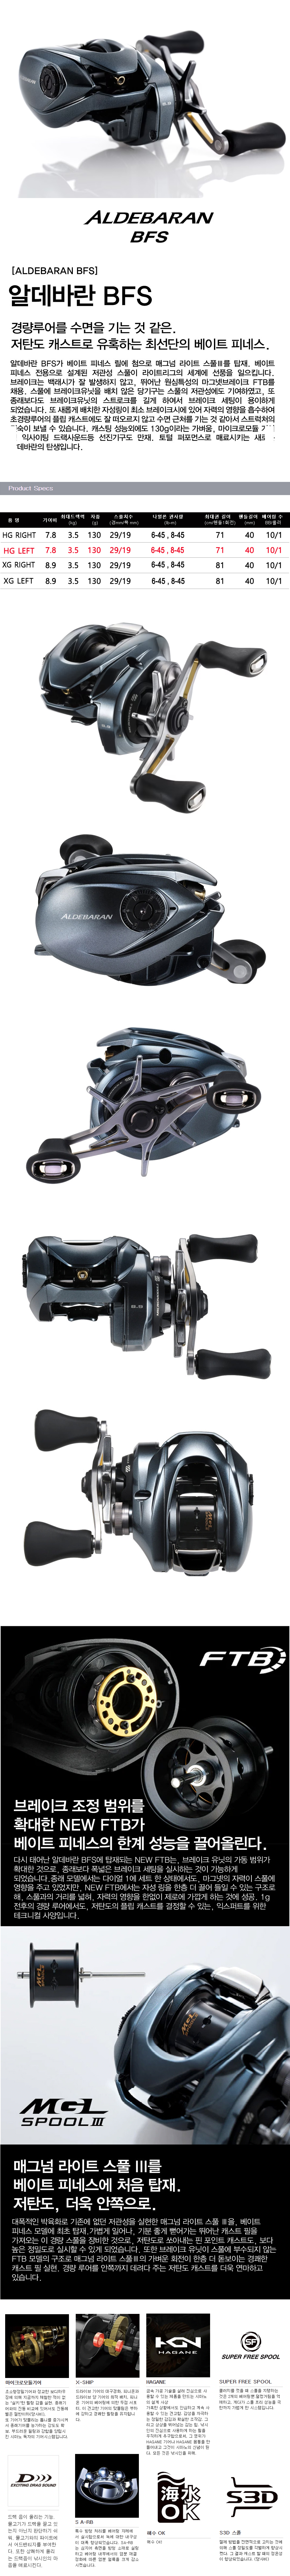 ALDEBARAN
BFS
[ALDEBARAN BFS]
알데바란 BFS
경량루어를 수면을 기는 것 같은.
저탄도 캐스트로 유혹하는 최선단의 베이트 피네스.
알데바란 BFS가 베이트 피네스 릴에 첨으로 매그넘 라이트 스풀Ⅲ를 탑재. 베이트
피네스 전용으로 설계된 저관성 스풀이 라이트리그의 세계에 선풍을 일으킵니다.
브레이크는 백래시가 잘 발생하지 않고, 뛰어난 원심특성의 마그넷브레이크 FTB를
채용. 스풀에 브레이크유닛을 배치 않은 당기구는 스풀의 저관성에도 기여하였고, 또
종래보다도 브레이크유닛의 스트로크를 길게 하여서 브레이크 세팅이 용이하게
되었습니다. 또 새롭게 배치한 자성링이 최소 브레이크시에 있어 자력의 영향을 흡수하여
초경량루어의 플립 캐스트에도 잘 떠오르지 않고 수면 근처를 기는 것 같아서 스트럭처의
속이 보낼 수 있습니다. 캐스팅 성능외에도 130g이라는 가벼움, 마이크로모듈
익사이팅 드랙사운드등 선진기구도 만재. 토털 퍼포먼스로 매료시키는 새로
데바란의 탄생입니다.
Product Specs
품 명 기어비 최대드랙력 (kg) 자중 (g) 스풀치수 (경mm/폭 mm) 나일론 권사량 (lb-m) 최대권 길이 (cm/핸들1회전) 핸들길이 (mm) 베어링 수 BB/롤러
HG RIGHT 7.8 3.5 130 29/19 6-45 , 8-45 71 40 10/1
HG LEFT 7.8 3.5 130 29/19 6-45 , 8-45 71 40 10/1
XG RIGHT 8.9 3.5 130 29/19 6-45 , 8-45 81 40 10/1
XG LEFT 8.9 3.5 130 29/19 6-45 , 8-45 81 40 10/1
ALDEBARAN
FTB
브레이크 조정 범위를
확대한 NEW FTB가
베이트 피네스의 한계 성능을 끌어올린다.
다시 태어난 알데바란 BFS에 탑재되는 NEW FTB는, 브레이크 유닛의 가동 범위가
확대한 것으로, 종래보다 폭넓은 브레이크 세팅을 실시하는 것이 가능하게
되었습니다.종래 모델에서는 다이얼 1에 세트 한 상태에서도, 마그넷의 자력이 스풀에
영향을 주고 있었지만, NEW FTB에서는 자성 링을 한층 더 끌어 들일 수 있는 구조로
해, 스풀과의 거리를 넓혀, 자력의 영향을 한없이 제로에 가깝게 하는 것에 성공. 1g
전후의 경량 루어에서도, 저탄도의 플립 캐스트를 결정할 수 있는, 익스퍼트를 위한
테크니컬 사양입니다.
MGL
SPOOL Ⅲ
매그넘 라이트 스풀 Ⅲ를
베이트 피네스에 처음 탑재.
저탄도, 더욱 안쪽으로.
대폭적인 박육화로 기존에 없던 저관성을 실현한 매그넘 라이트 스풀 Ⅲ을, 베이트
피네스 모델에 최초 탑재.가볍게 일어나, 기분 좋게 뻗어가는 뛰어난 캐스트 필을
가져오는 이 경량 스풀을 장비한 것으로, 저탄도로 쏘아내는 핀 포인트 캐스트도, 보다
높은 정밀도로 실시할 수 있게 되었습니다. 또한 브레이크 유닛이 스풀에 부수되지 않는
FTB 모델의 구조로 매그넘 라이트 스풀Ⅲ의 가벼운 회전이 한층 더 돋보이는 경쾌한
캐스트 필 실현. 경량 루어를 안쪽까지 데려다 주는 저탄도 캐스트를 더욱 연마하고
있습니다.
마이크로모듈기어
X-SHIP
HAGANE
HAGANE
SUPER FREE SPOOL
SUPER FREE SPOOL
EXCITING DRAG SOUND
S A-RB
海水
OK
해수 OK
해수 OK
S3D
S3D 스풀